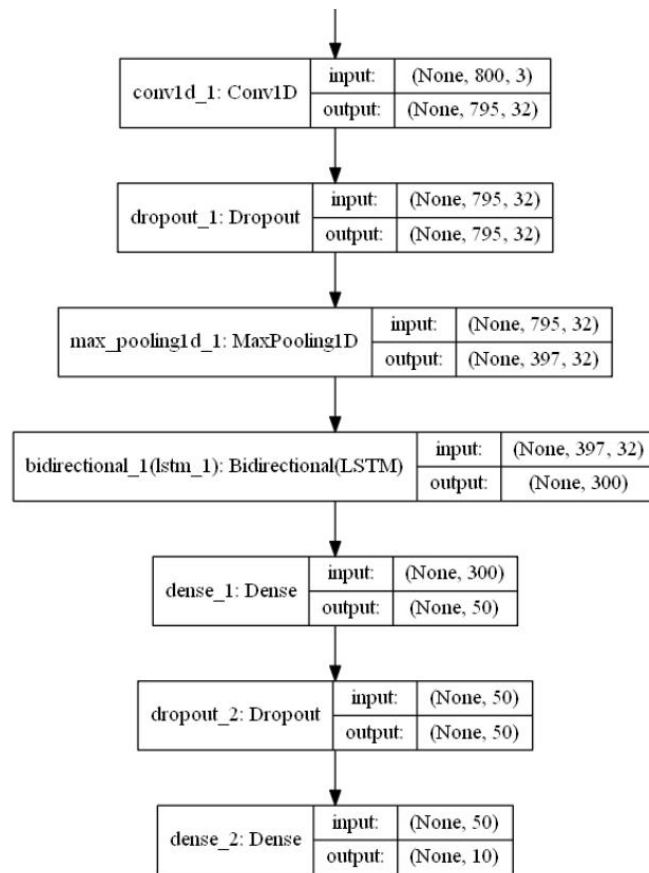 conv1d_1: Conv1D
input: (None, 800, 3)
output: (None, 795, 32)
dropout_1: Dropout
input: (None, 795, 32)
output: (None, 795, 32)
max_pooling1d_1: MaxPooling1D
input: (None, 795, 32)
output: (None, 397, 32)
bidirectional_1(lstm_1): Bidirectional(LSTM)
input: (None, 397, 32)
output: (None, 300)
dense_1: Dense
input: (None, 300)
output: (None, 50)
dropout_2: Dropout
input: (None, 50)
output: (None, 50)
dense_2: Dense
input: (None, 50)
output: (None, 10)